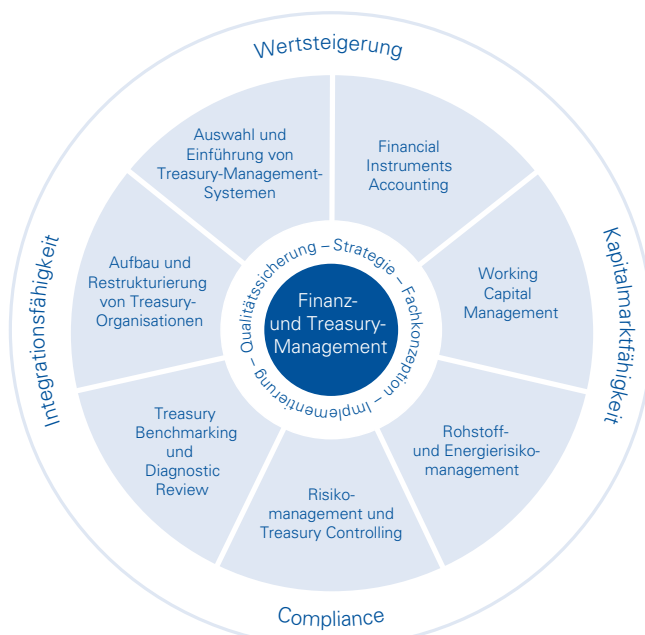 Wertsteigerung
Auswahl und
Einführung von
Treasury-Management-
Systemen
Financial
Instruments
Accounting
Integrationsfähigkeit
Kapitalmarktfähigkeit
Aufbau und
Restrukturierung
von Treasury-
Organisationen
Qualitätssicherung – Strategie – Fachkonzeption – Implementierung –
Finanz-
und Treasury-
Management
Working
Capital
Management
Treasury
Benchmarking
und
Diagnostic
Review
Risiko-
management und
Treasury Controlling
Rohstoff-
und Energierisiko-
management
Compliance